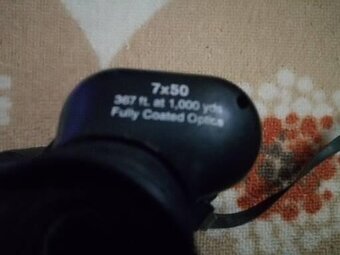 7x50
367 ft. at 1,000 yds.
Fully Coated Optics